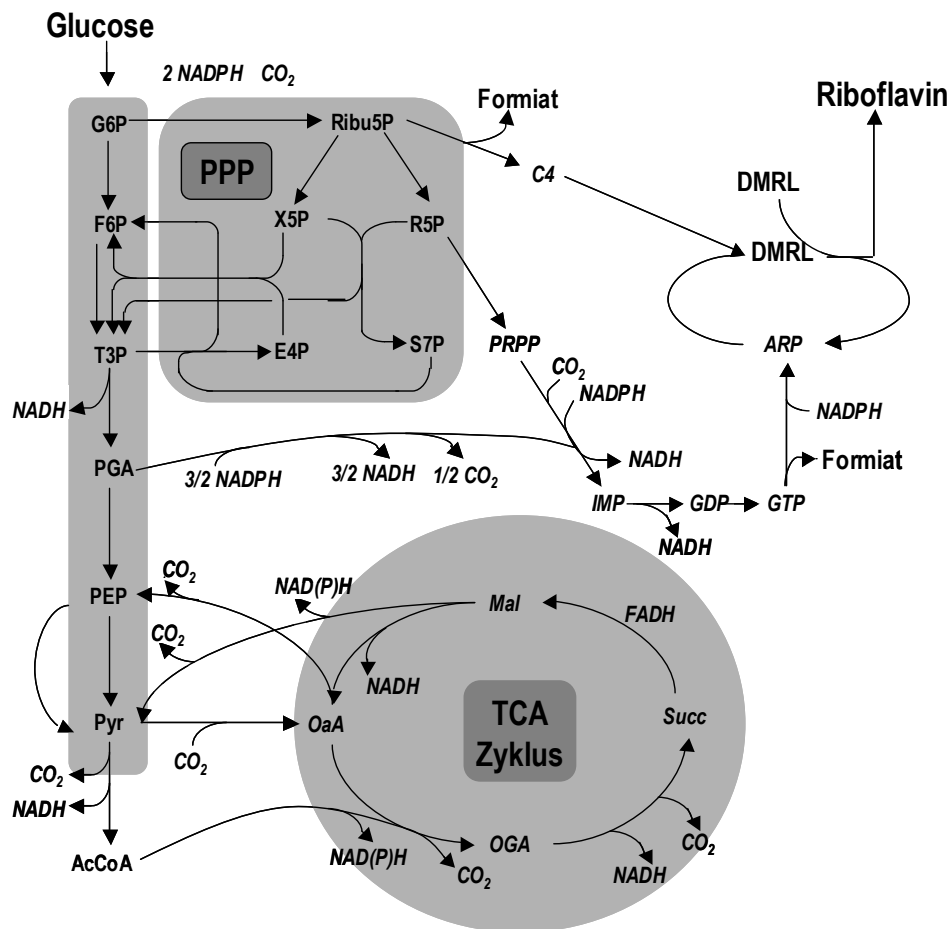 Glucose
2 NADPH CO₂
Formiat
Riboflavin
G6P
Ribu5P
PPP
C4
DMRL
F6P
X5P
R5P
DMRL
T3P
E4P
S7P
PRPP
ARP
CO₂
NADH
NADPH
NADPH
PGA
3/2 NADPH
3/2 NADH
1/2 CO₂
NADH
Formiat
IMP
GDP
GTP
NADH
PEP
CO₂
NAD(P)H
Mal
FADH
CO₂
NADH
Pyr
CO₂
OaA
TCA
Zyklus
Succ
CO₂
NADH
AcCoA
NAD(P)H
CO₂
OGA
NADH
CO₂